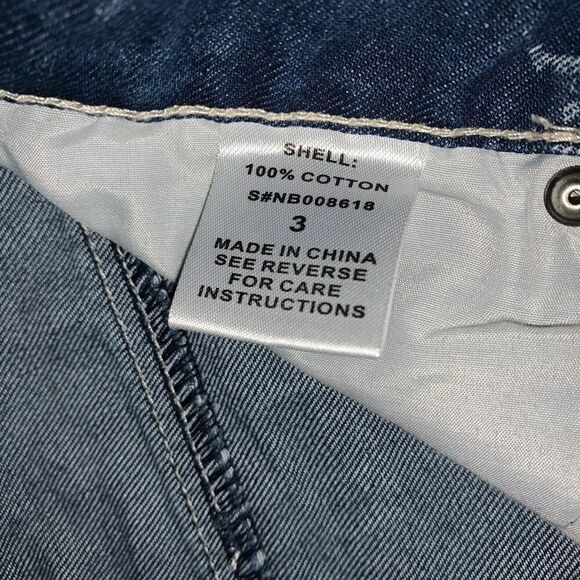 SHELL:
100% COTTON
S#NB008618
3
MADE IN CHINA
SEE REVERSE
FOR CARE
INSTRUCTIONS